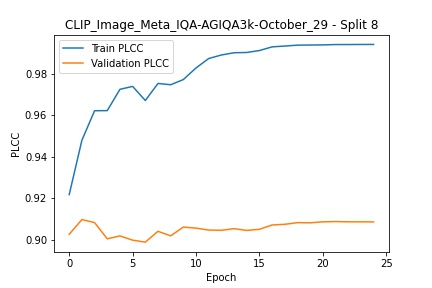 CLIP_Image_Meta_IQA-AGIQA3k-October_29 - Split 8
Train PLCC
Validation PLCC
0.98
0.96
0.94
0.92
0.90
PLCC
0 5 10 15 20 25
Epoch